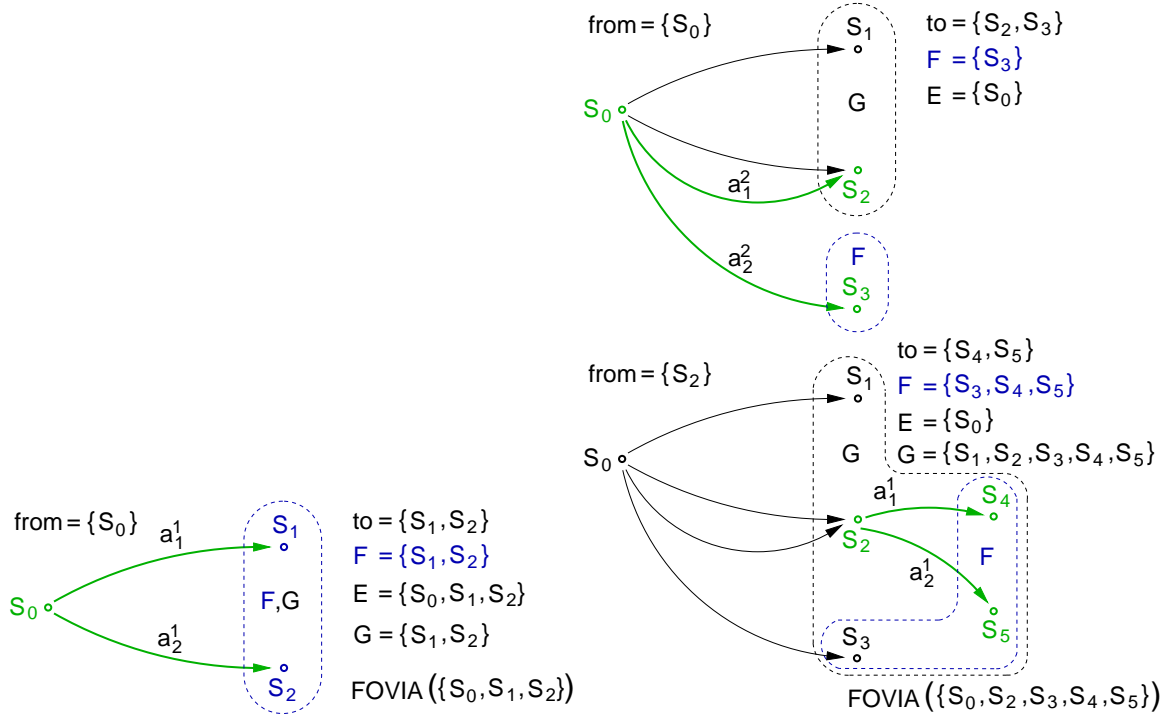 from = {S₀}
S₁
to = {S₂,S₃}
F = {S₃}
E = {S₀}
G
S₀
a₁²
S₂
a₂²
F
S₃
from = {S₂}
S₁
to = {S₄,S₅}
F = {S₃,S₄,S₅}
E = {S₀}
G = {S₁,S₂,S₃,S₄,S₅}
G
S₀
a₁¹
S₄
S₂
F
a₂¹
S₅
S₃
FOVIA({S₀,S₂,S₃,S₄,S₅})
from = {S₀}
a₁¹
S₁
to = {S₁,S₂}
F = {S₁,S₂}
E = {S₀,S₁,S₂}
F,G
S₀
G = {S₁,S₂}
a₂¹
S₂
FOVIA({S₀,S₁,S₂})